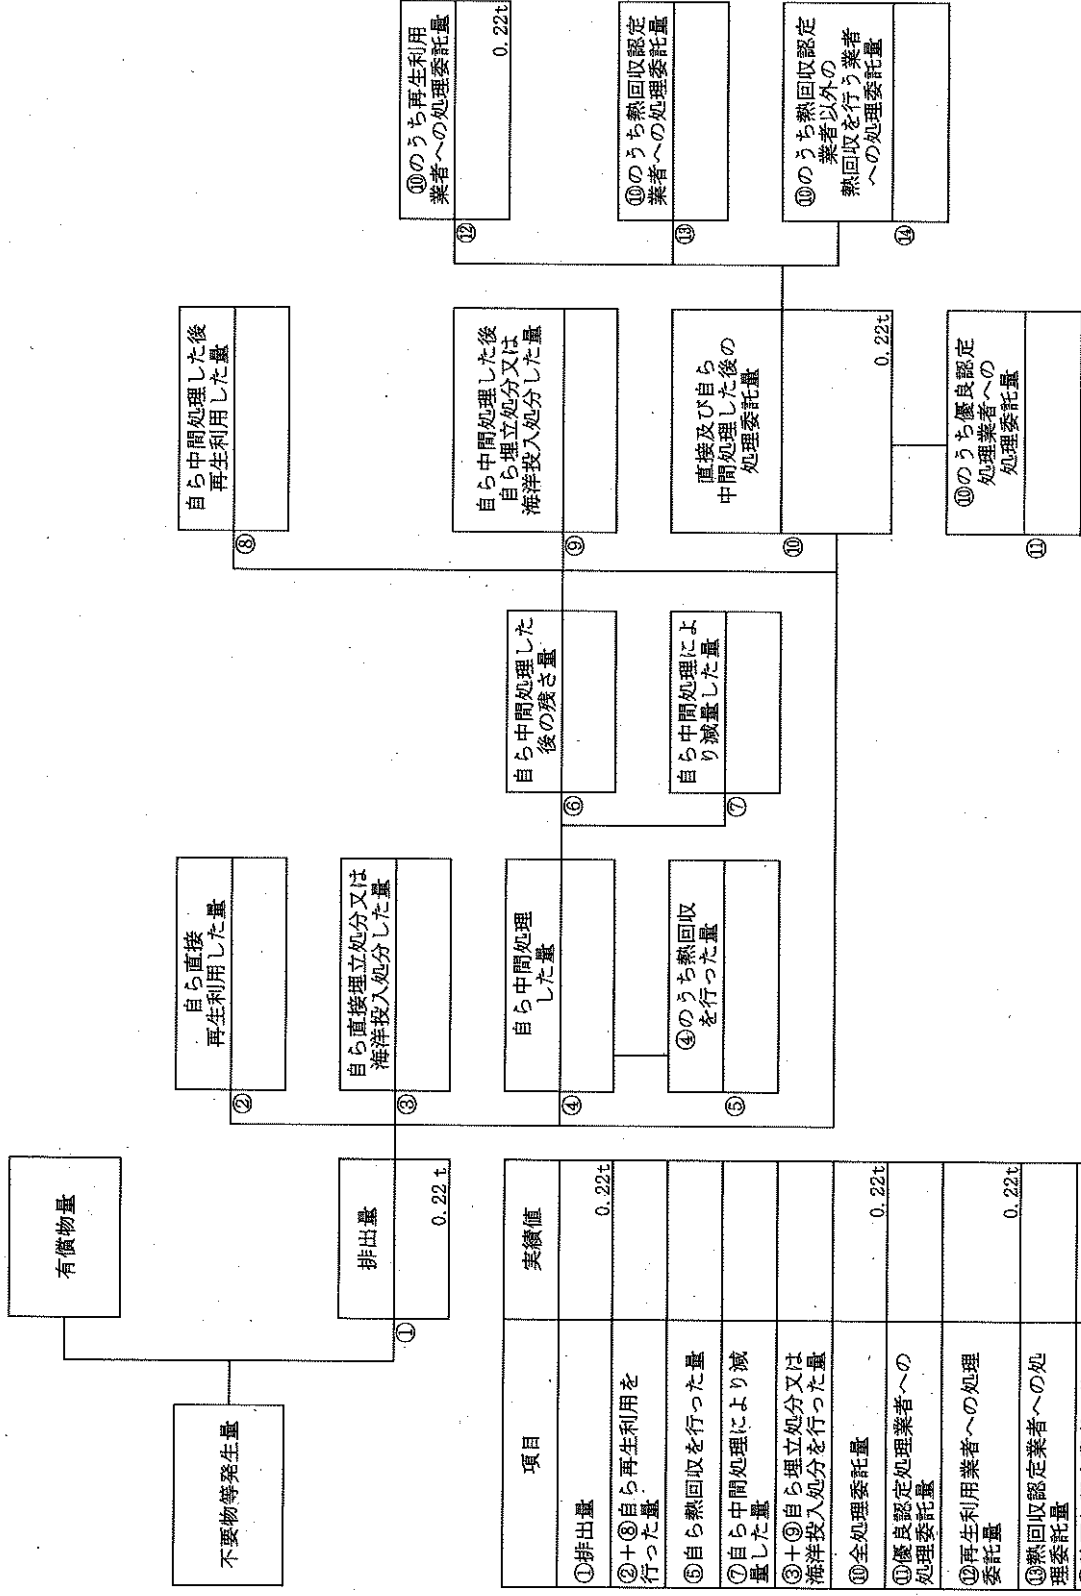 不要物等発生量
有償物量
排出量
①
0.22 t
自ら直接
再生利用した量
②
自ら直接埋立処分又は
海洋投入処分した量
③
自ら中間処理
した量
④
④のうち熱回収
を行った量
⑤
自ら中間処理した
後の残さ量
⑥
自ら中間処理によ
り減量した量
⑦
自ら中間処理した後
再生利用した量
⑧
自ら中間処理した後
自ら埋立処分又は
海洋投入処分した量
⑨
直接及び自ら
中間処理した後の
処理委託量
⑩
0.22t
⑩のうち優良認定
処理業者への
処理委託量
⑪
⑩のうち再生利用
業者への処理委託量
⑫
0.22t
⑩のうち熱回収認定
業者への処理委託量
⑬
⑩のうち熱回収認定
業者以外の
熱回収を行う業者
への処理委託量
⑭
項目 実績値
①排出量 0.22t
②+⑧自ら再生利用を
行った量
⑤自ら熱回収を行った量
⑦自ら中間処理により減
量した量
③+⑨自ら埋立処分又は
海洋投入処分を行った量
⑩全処理委託量 0.22t
⑪優良認定処理業者への
処理委託量
⑫再生利用業者への処理
委託量 0.22t
⑬熱回収認定業者への処
理委託量